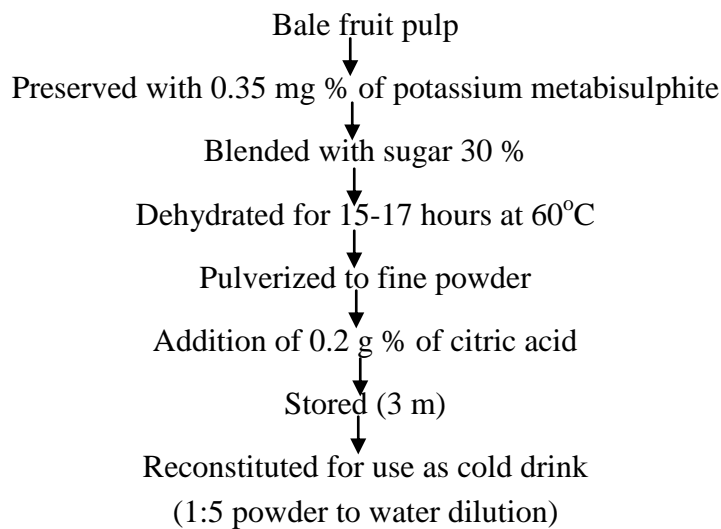 Bale fruit pulp
Preserved with 0.35 mg % of potassium metabisulphite
Blended with sugar 30 %
Dehydrated for 15-17 hours at 60°C
Pulverized to fine powder
Addition of 0.2 g % of citric acid
Stored (3 m)
Reconstituted for use as cold drink
(1:5 powder to water dilution)